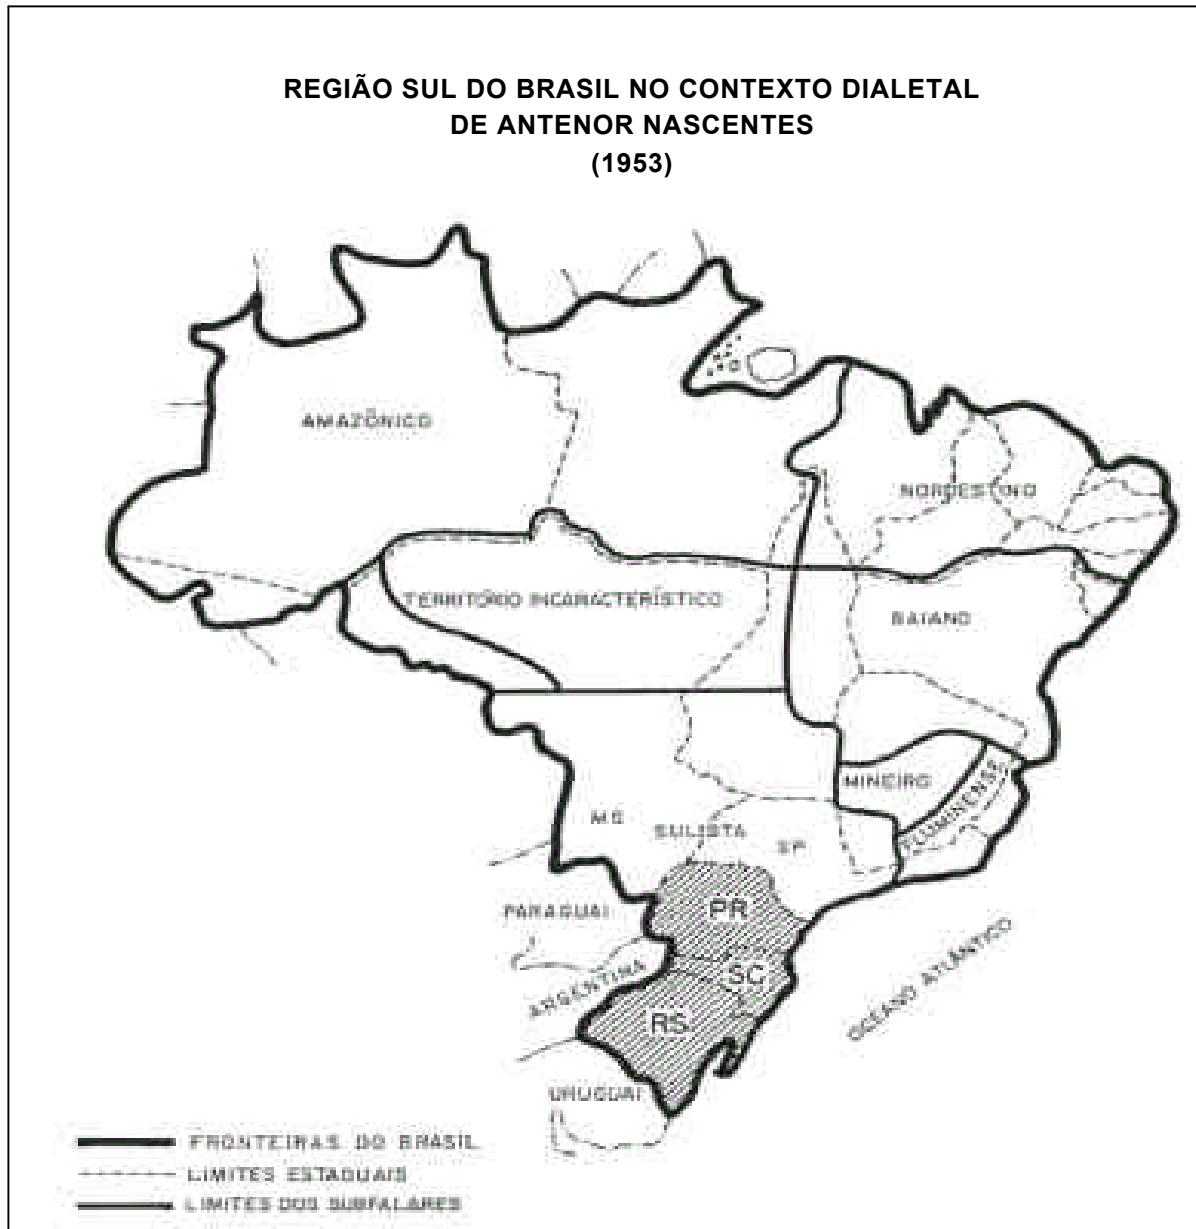 REGIÃO SUL DO BRASIL NO CONTEXTO DIALETAL
DE ANTENOR NASCENTES
(1953)
AMAZÔNICO
NORDESTINO
TERRITÓRIO INCARACTERÍSTICO
BAIANO
MINEIRO
FLUMINENSE
MS
SULISTA
SP
PARAGUAI
PR
SC
ARGENTINA
RS
OCEANO ATLÂNTICO
URUGUAI
FRONTEIRAS DO BRASIL
LIMITES ESTADUAIS
LIMITES DOS SUBFALARES